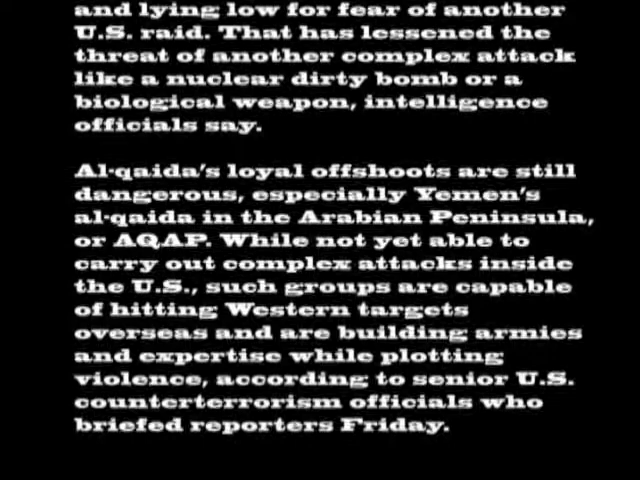 and lying low for fear of another
U.S. raid. That has lessened the
threat of another complex attack
like a nuclear dirty bomb or a
biological weapon, intelligence
officials say.
Al-qaida's loyal offshoots are still
dangerous, especially Yemen's
al-qaida in the Arabian Peninsula,
or AQAP. While not yet able to
carry out complex attacks inside
the U.S., such groups are capable
of hitting Western targets
overseas and are building armies
and expertise while plotting
violence, according to senior U.S.
counterterrorism officials who
briefed reporters Friday.